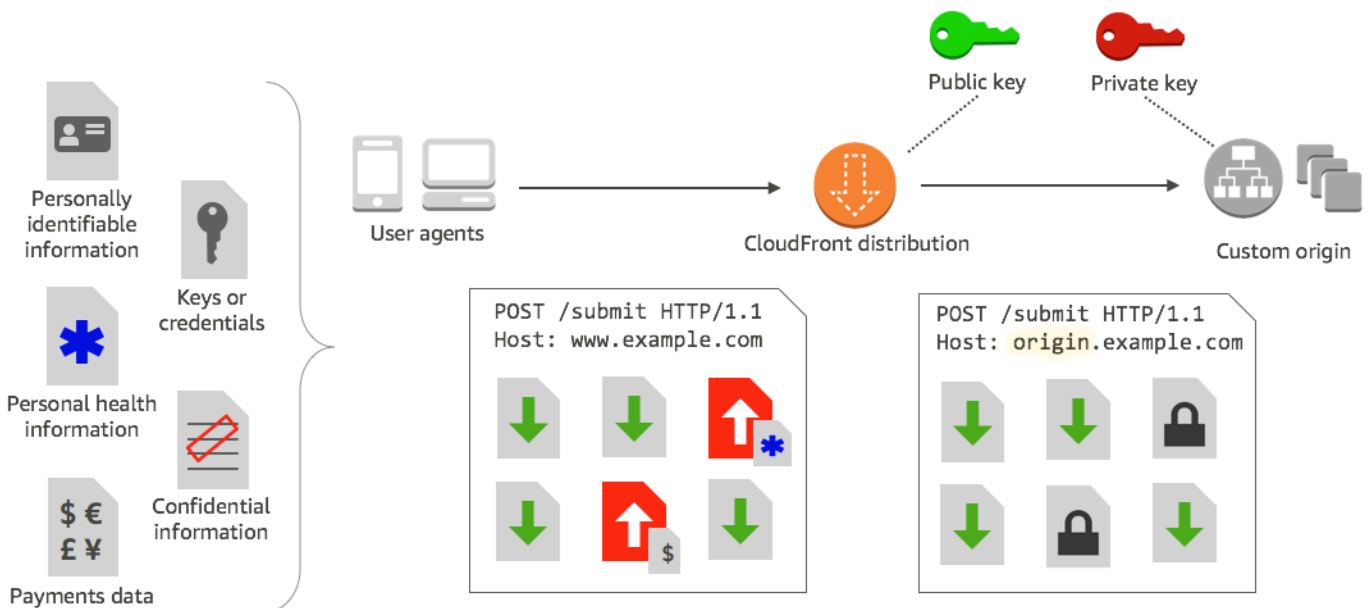 Public key
Private key
Personally
identifiable
information
Keys or
credentials
Personal health
information
Confidential
information
$ €
£ ¥
Payments data
User agents
CloudFront distribution
Custom origin
POST /submit HTTP/1.1
Host: www.example.com
$
POST /submit HTTP/1.1
Host: origin.example.com